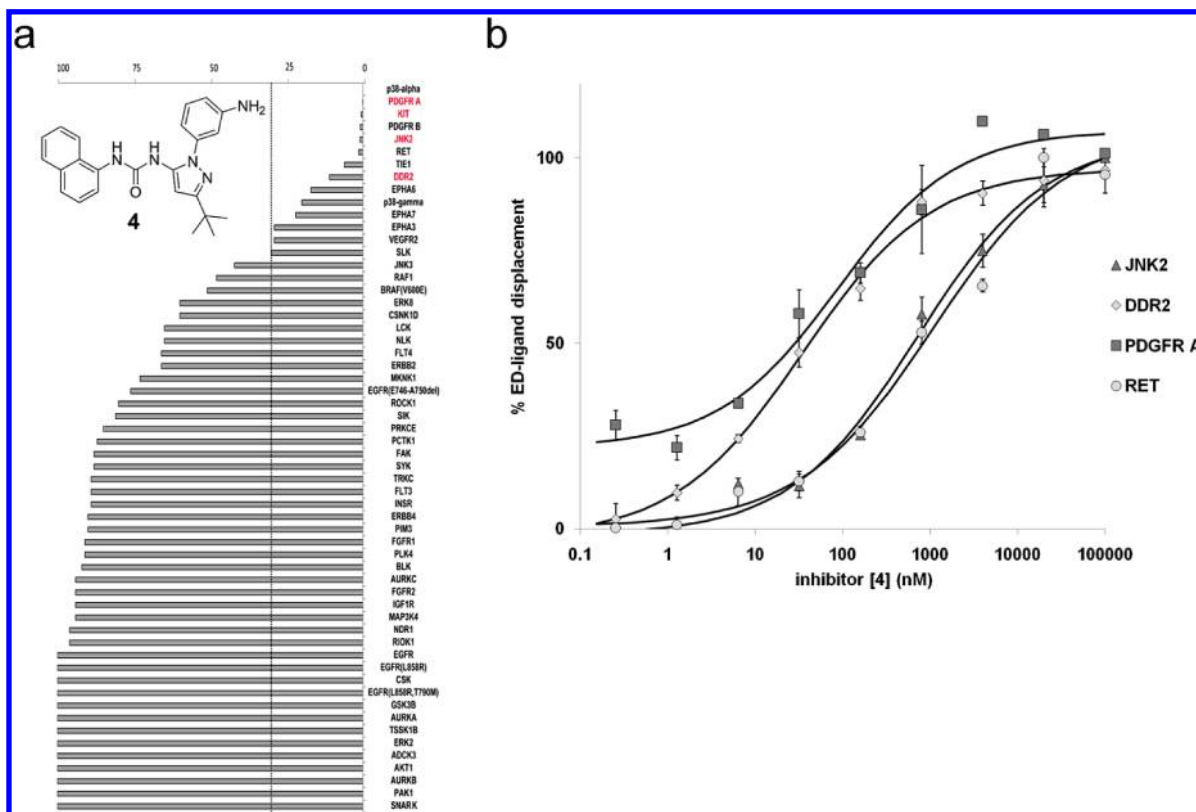 a
100 75 50 25 0
NH2
NH NH N
O N
4
p38-alpha
PDGFR A
KIT
PDGFR B
JNK2
RET
TIE1
DDR2
EPHA6
p38-gamma
EPHA7
EPHA3
VEGFR2
SLK
JNK3
RAF1
BRAF(V600E)
ERK8
CSNK1D
LCK
NLK
FLT4
ERBB2
MKNK1
EGFR(E746-A750del)
ROCK1
SIK
PRKCE
PCTK1
FAK
SYK
TRKC
FLT3
INSR
ERBB4
PIM3
FGFR1
PLK4
BLK
AURKC
FGFR2
IGF1R
MAP3K4
NDR1
RIOK1
EGFR
EGFR(L858R)
CSK
EGFR(L858R,T790M)
GSK3B
AURKA
TSSK1B
ERK2
ADCK3
AKT1
AURKB
PAK1
SNARK
b
% ED-ligand displacement
100
50
0
0.1 1 10 100 1000 10000 100000
inhibitor [4] (nM)
JNK2
DDR2
PDGFR A
RET